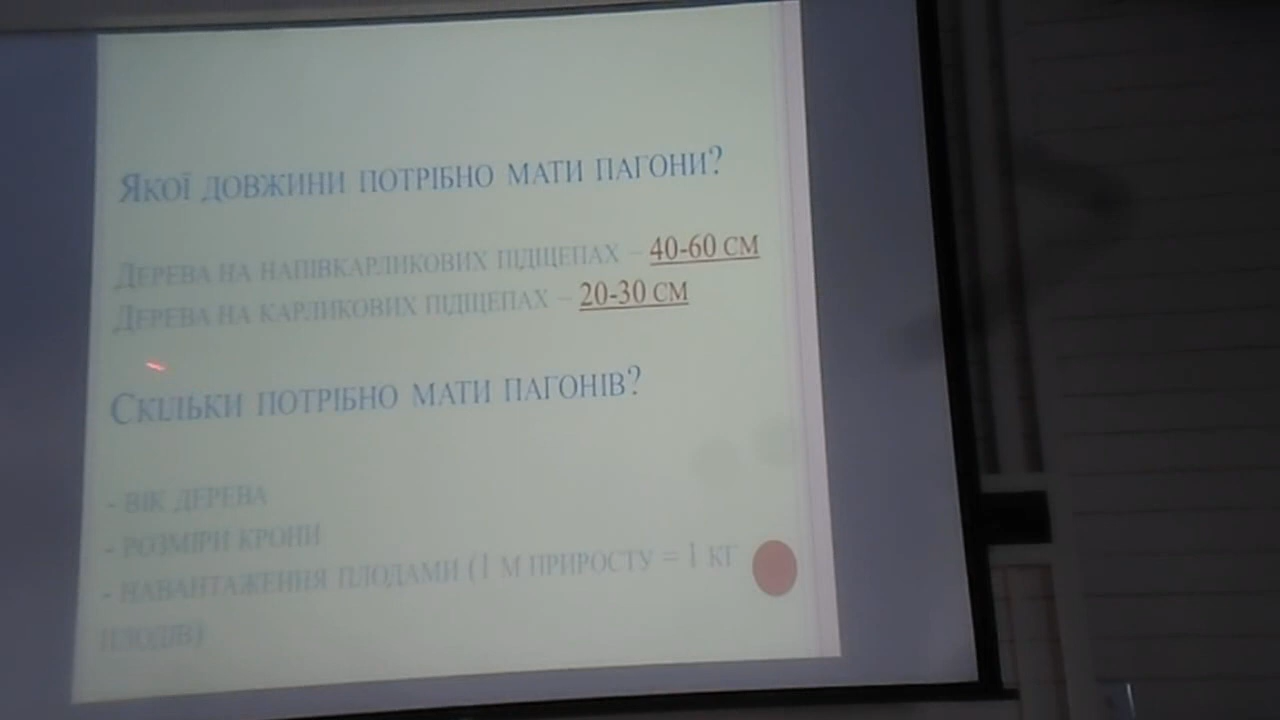 Якої довжини потрібно мати пагони?
Дерева на напівкарликових підщепах – 40-60 см
Дерева на карликових підщепах – 20-30 см
Скільки потрібно мати пагонів?
- вік дерева
- розміри крони
- навантаження плодами (1 м приросту = 1 кг
плодів)